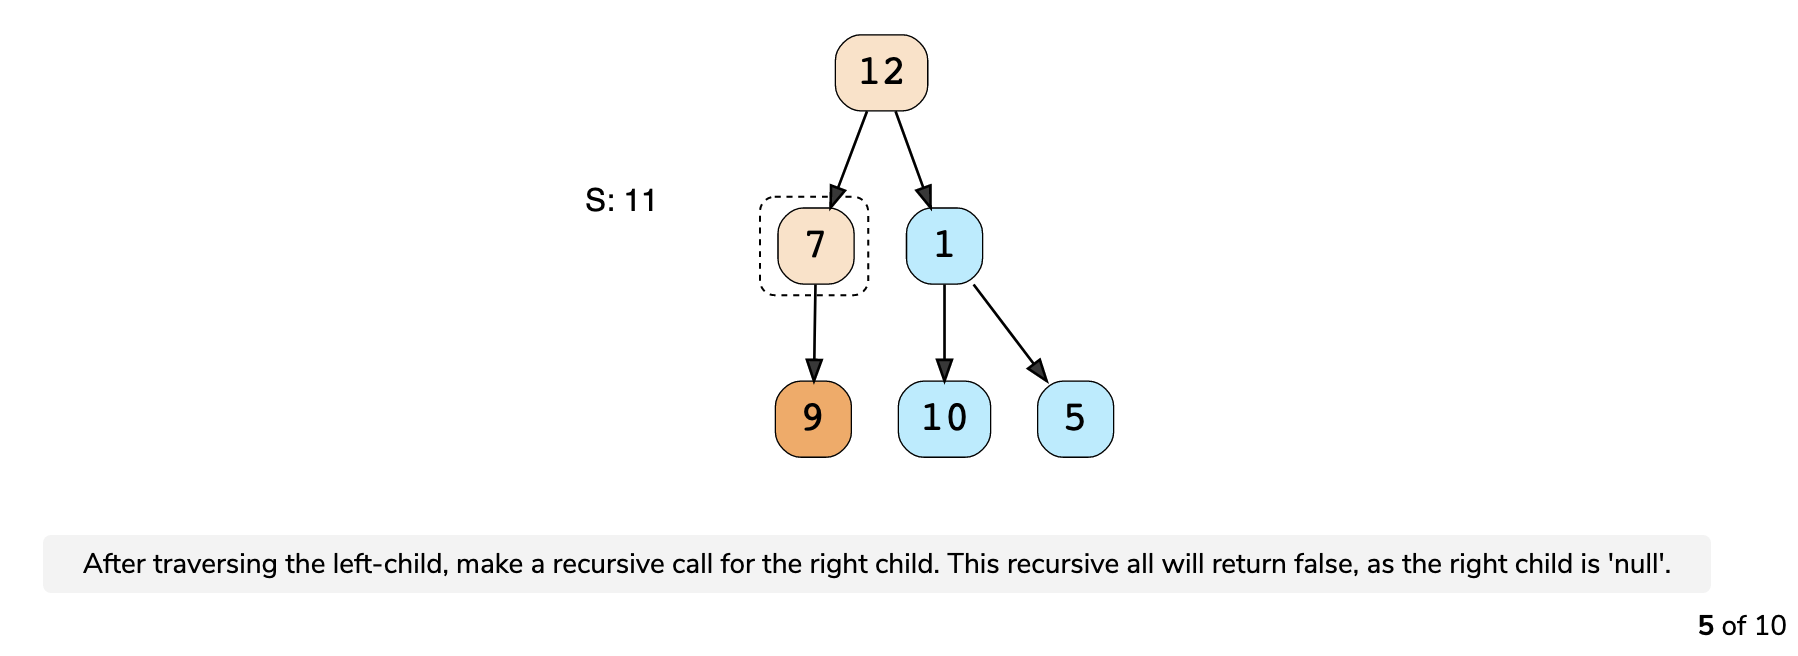 12
S: 11
7
1
9
10
5
After traversing the left-child, make a recursive call for the right child. This recursive all will return false, as the right child is 'null'.
5 of 10